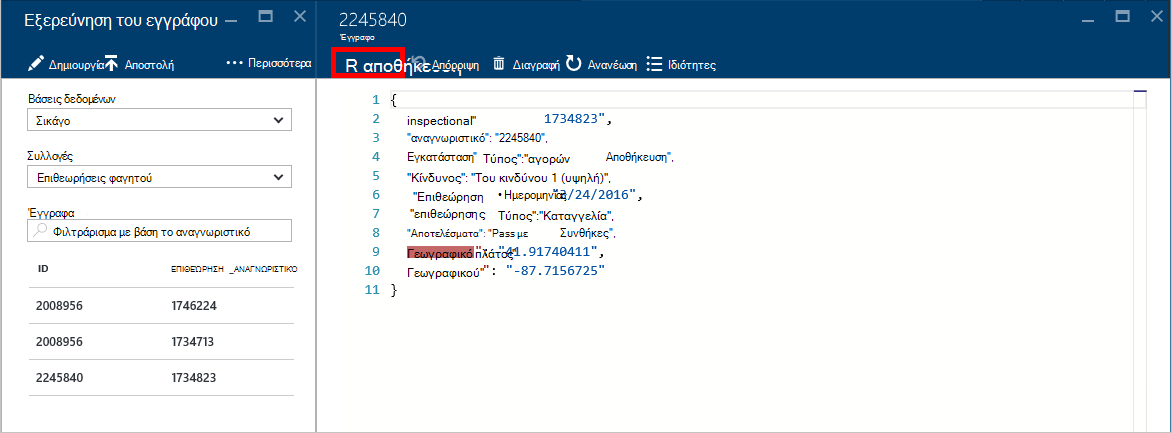 Εξερεύνηση του εγγράφου
Δημιουργία Αποστολή ••• Περισσότερα
Βάσεις δεδομένων
Σικάγο
Συλλογές
Επιθεωρήσεις φαγητού
Έγγραφα
Φιλτράρισμα με βάση το αναγνωριστικό
ID ΕΠΙΘΕΩΡΗΣΗ _ΑΝΑΓΝΩΡΙΣΤΙΚΟ
2008956 1746224
2008956 1734713
2245840 1734823
2245840
Έγγραφο
R αποθήκευση Απόρριψη Διαγραφή Ανανέωση Ιδιότητες
1 {
2 inspectional" 1734823",
3 "αναγνωριστικό": "2245840",
4 Εγκατάσταση" Τύπος":"αγορών Αποθήκευση",
5 "Κίνδυνος": "Του κινδύνου 1 (υψηλή)",
6 "Επιθεώρηση •Ημερομηνία "3/24/2016",
7 "επιθεώρησης Τύπος":"Καταγγελία",
8 "Αποτελέσματα": "Pass με Συνθήκες",
9 Γεωγραφικό πλάτος" "41.91740411",
10 Γεωγραφικού"": "-87.7156725"
11 }